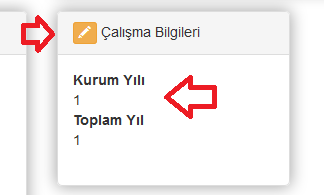 Çalışma Bilgileri
Kurum Yılı
1
Toplam Yıl
1